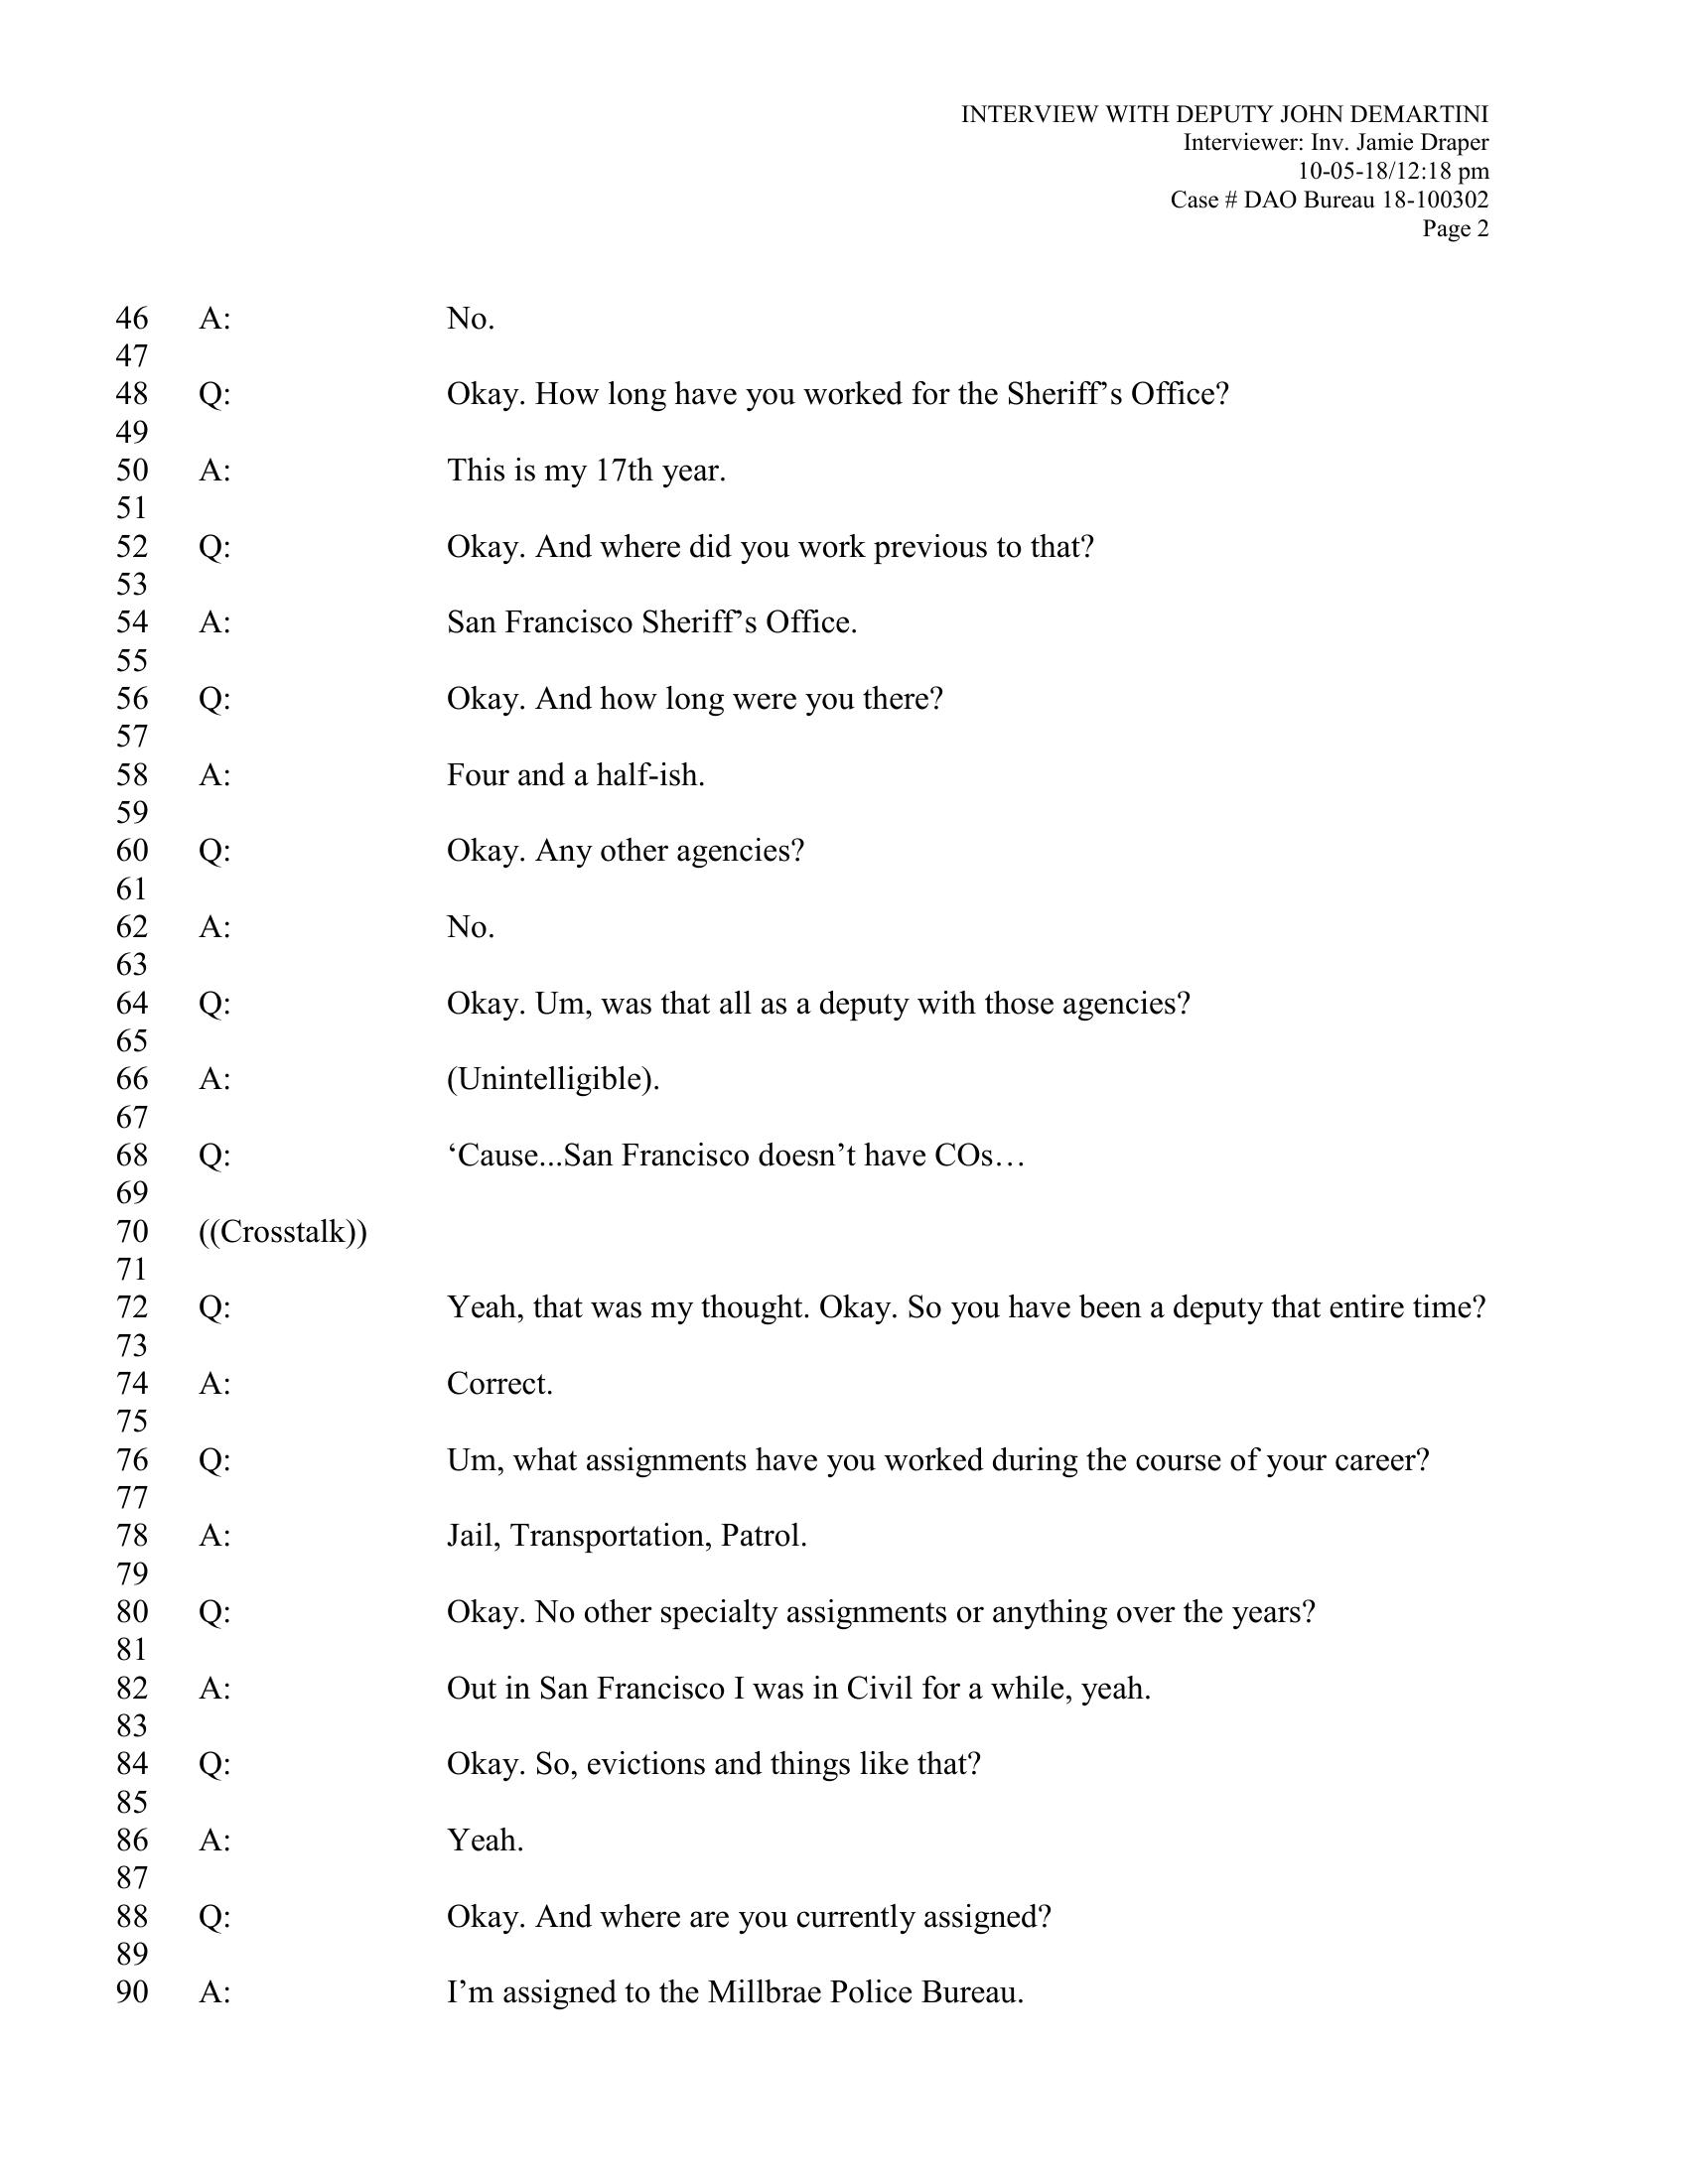 INTERVIEW WITH DEPUTY JOHN DEMARTINI
Interviewer: Inv. Jamie Draper
10-05-18/12:18 pm
Case # DAO Bureau 18-100302
Page 2
46 A: No.
47
48 Q: Okay. How long have you worked for the Sheriff’s Office?
49
50 A: This is my 17th year.
51
52 Q: Okay. And where did you work previous to that?
53
54 A: San Francisco Sheriff’s Office.
55
56 Q: Okay. And how long were you there?
57
58 A: Four and a half-ish.
59
60 Q: Okay. Any other agencies?
61
62 A: No.
63
64 Q: Okay. Um, was that all as a deputy with those agencies?
65
66 A: (Unintelligible).
67
68 Q: ‘Cause...San Francisco doesn’t have COs…
69
70 ((Crosstalk))
71
72 Q: Yeah, that was my thought. Okay. So you have been a deputy that entire time?
73
74 A: Correct.
75
76 Q: Um, what assignments have you worked during the course of your career?
77
78 A: Jail, Transportation, Patrol.
79
80 Q: Okay. No other specialty assignments or anything over the years?
81
82 A: Out in San Francisco I was in Civil for a while, yeah.
83
84 Q: Okay. So, evictions and things like that?
85
86 A: Yeah.
87
88 Q: Okay. And where are you currently assigned?
89
90 A: I’m assigned to the Millbrae Police Bureau.